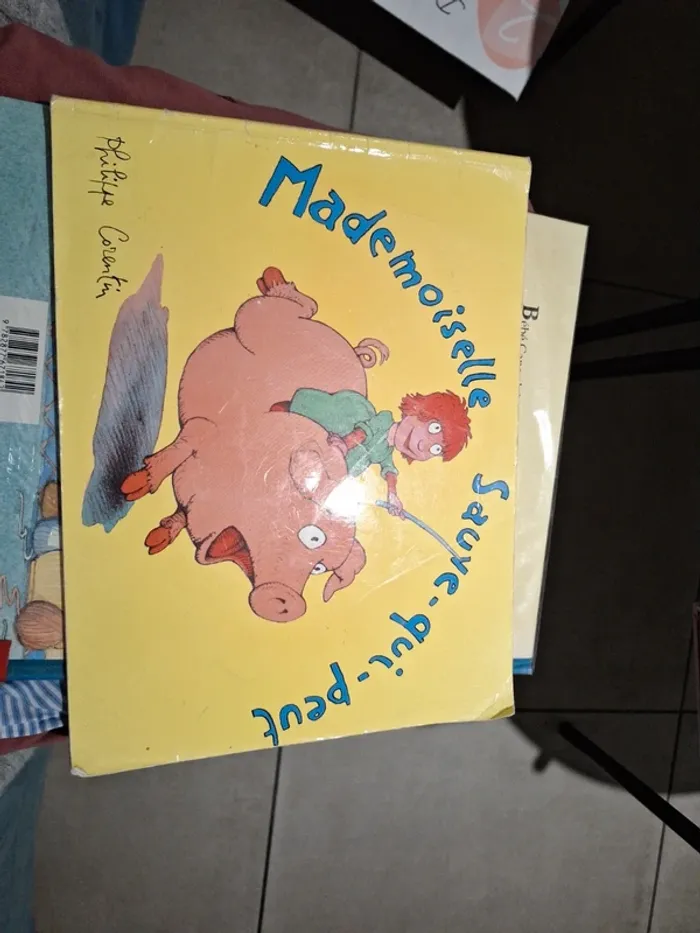 Mademoiselle
Sauve-qui-peut
Philippe Corentin